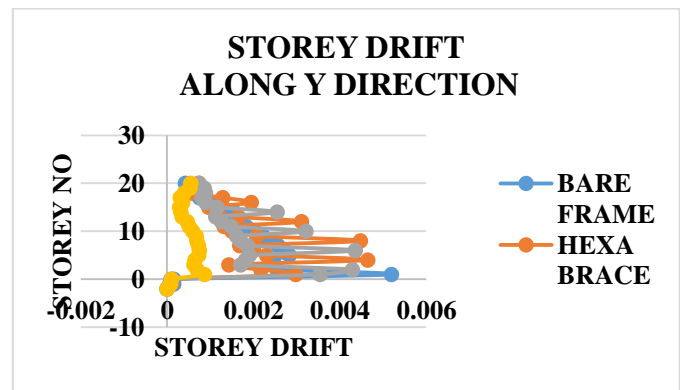 STOREY DRIFT
ALONG Y DIRECTION
30
20
10
0
-10
-0.002 0 0.002 0.004 0.006
STOREY NO
STOREY DRIFT
BARE
FRAME
HEXA
BRACE